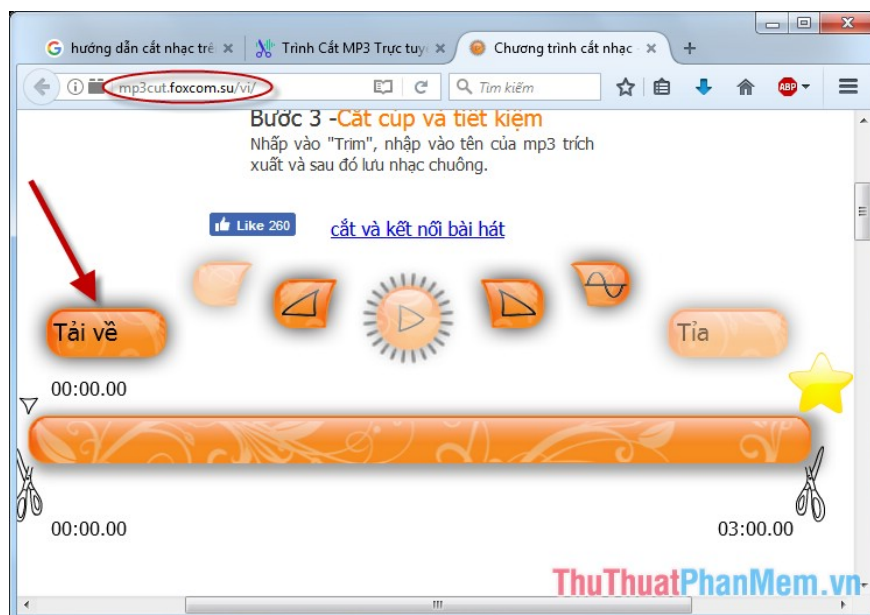 hướng dẫn cắt nhạc trê
Trình Cắt MP3 Trực tuy
Chương trình cắt nhạc
mp3cut.foxcom.su/vi/
Tìm kiếm
ABP
Bước 3 -Cắt cúp và tiết kiệm
Nhấp vào "Trim", nhập vào tên của mp3 trích
xuất và sau đó lưu nhạc chuông.
Like 260
cắt và kết nối bài hát
Tải về
Tỉa
00:00.00
00:00.00
03:00.00
ThuThuatPhanMem.vn